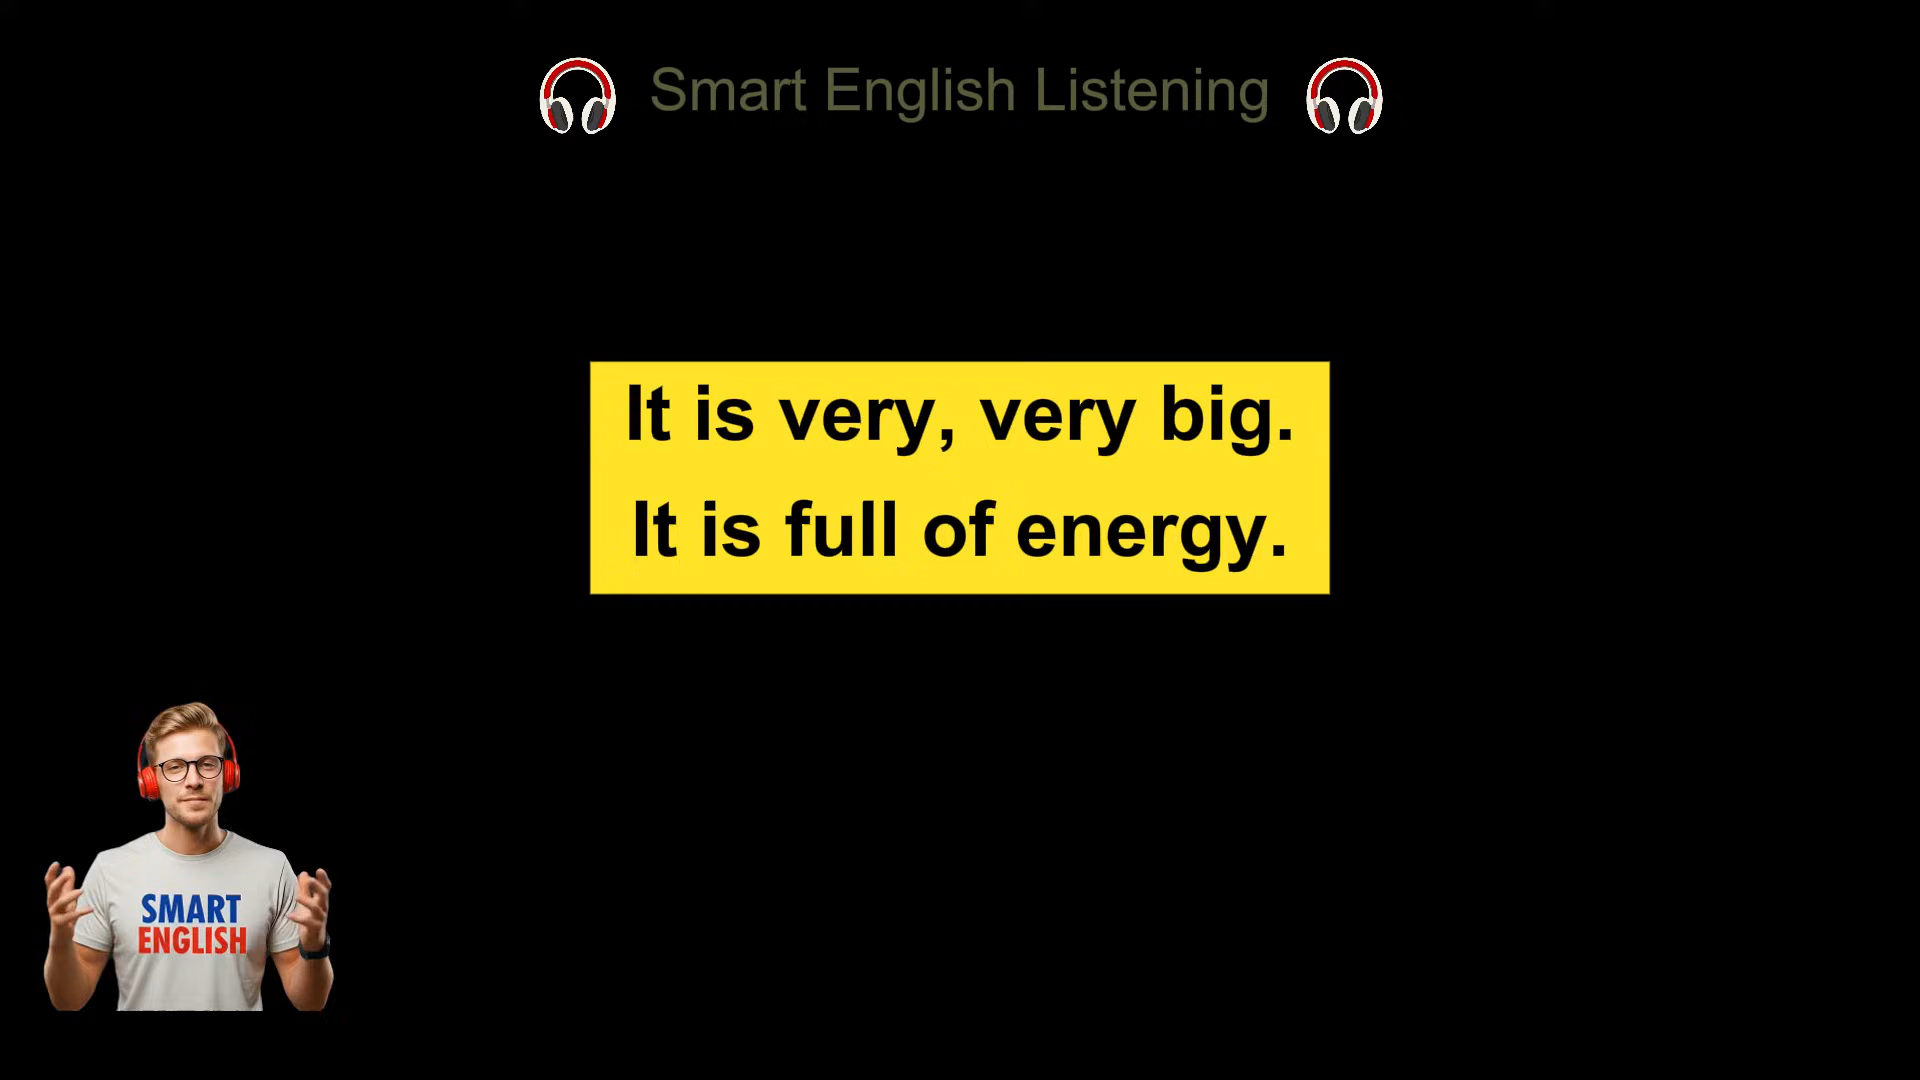 Smart English Listening
It is very, very big.
It is full of energy.
SMART
ENGLISH